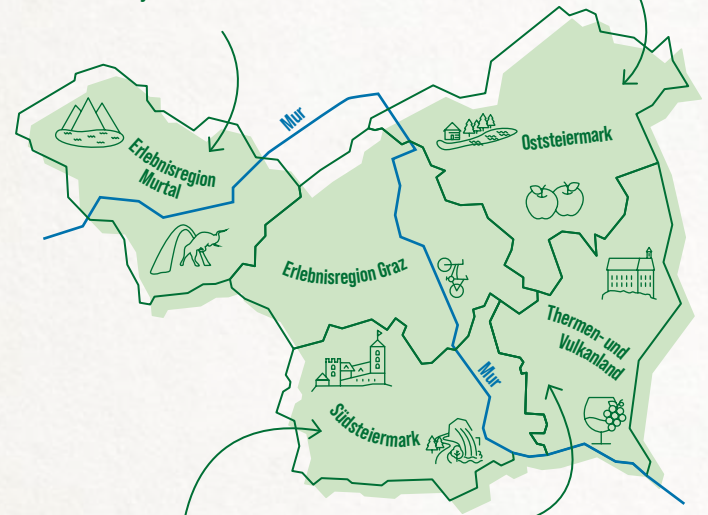 Mur
Oststeiermark
Erlebnisregion
Murtal
Erlebnisregion Graz
Thermen- und
Vulkanland
Mur
Südsteiermark